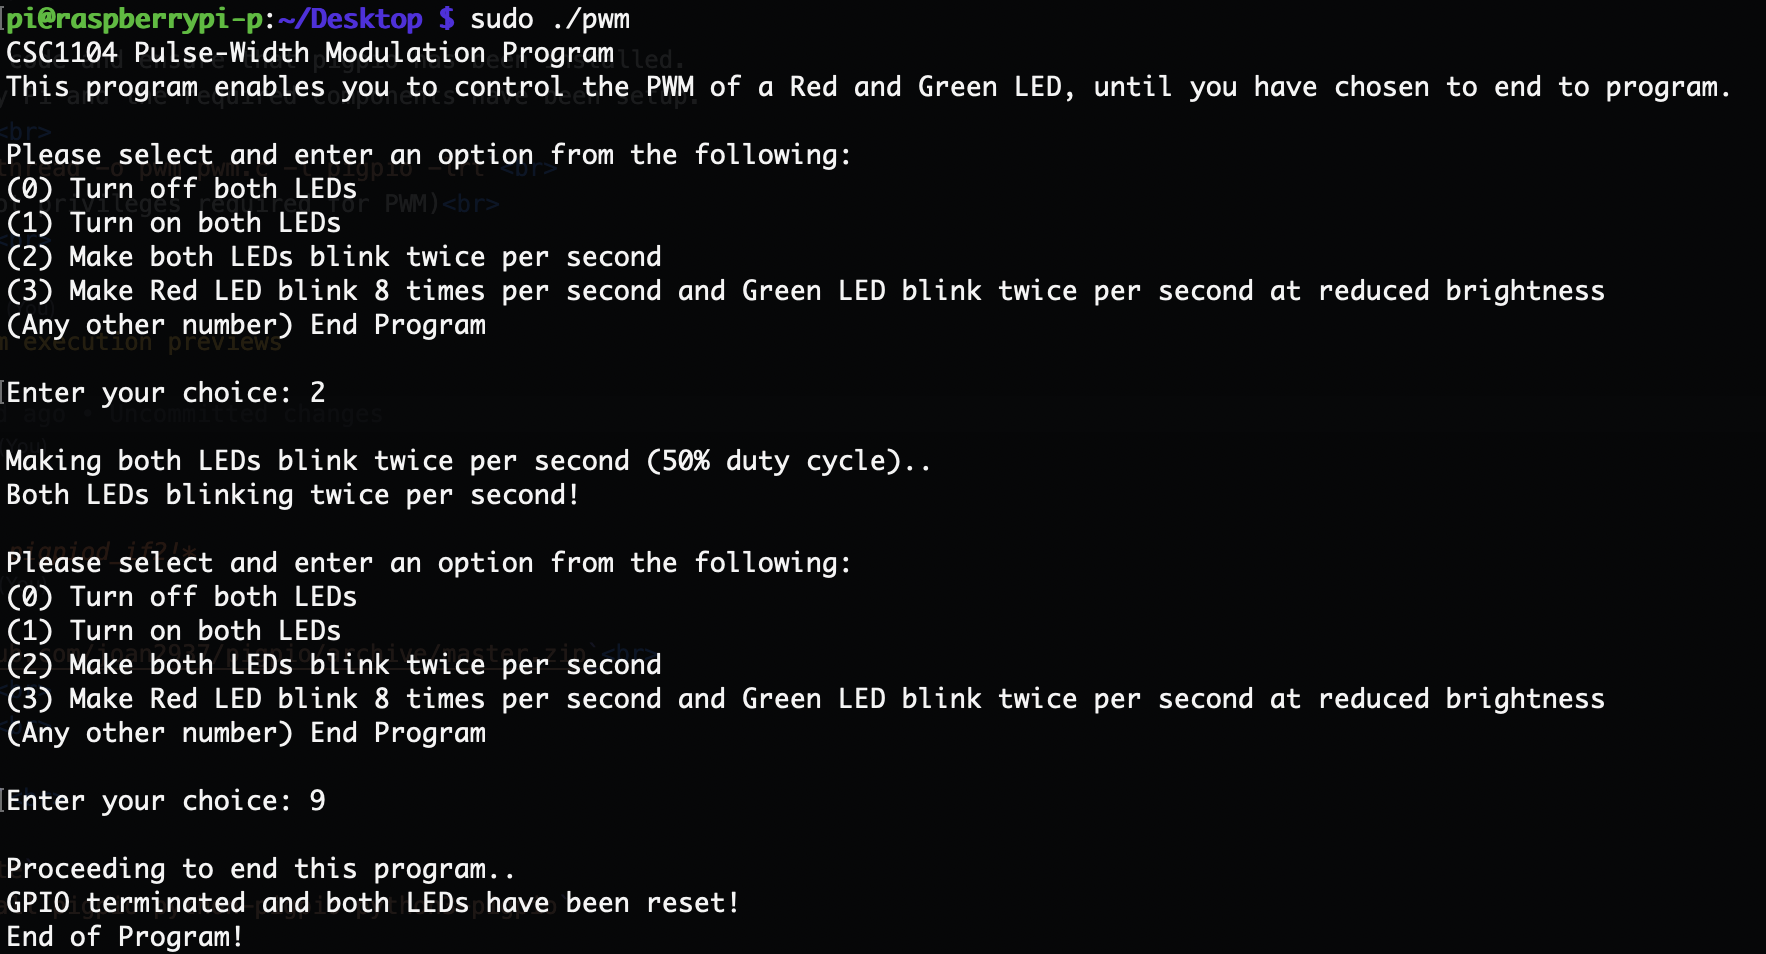 pi@raspberrypi-p:~/Desktop $ sudo ./pwm
CSC1104 Pulse-Width Modulation Program
This program enables you to control the PWM of a Red and Green LED, until you have chosen to end to program.
Please select and enter an option from the following:
(0) Turn off both LEDs
(1) Turn on both LEDs
(2) Make both LEDs blink twice per second
(3) Make Red LED blink 8 times per second and Green LED blink twice per second at reduced brightness
(Any other number) End Program
Enter your choice: 2
Making both LEDs blink twice per second (50% duty cycle)..
Both LEDs blinking twice per second!
Please select and enter an option from the following:
(0) Turn off both LEDs
(1) Turn on both LEDs
(2) Make both LEDs blink twice per second
(3) Make Red LED blink 8 times per second and Green LED blink twice per second at reduced brightness
(Any other number) End Program
Enter your choice: 9
Proceeding to end this program..
GPIO terminated and both LEDs have been reset!
End of Program!